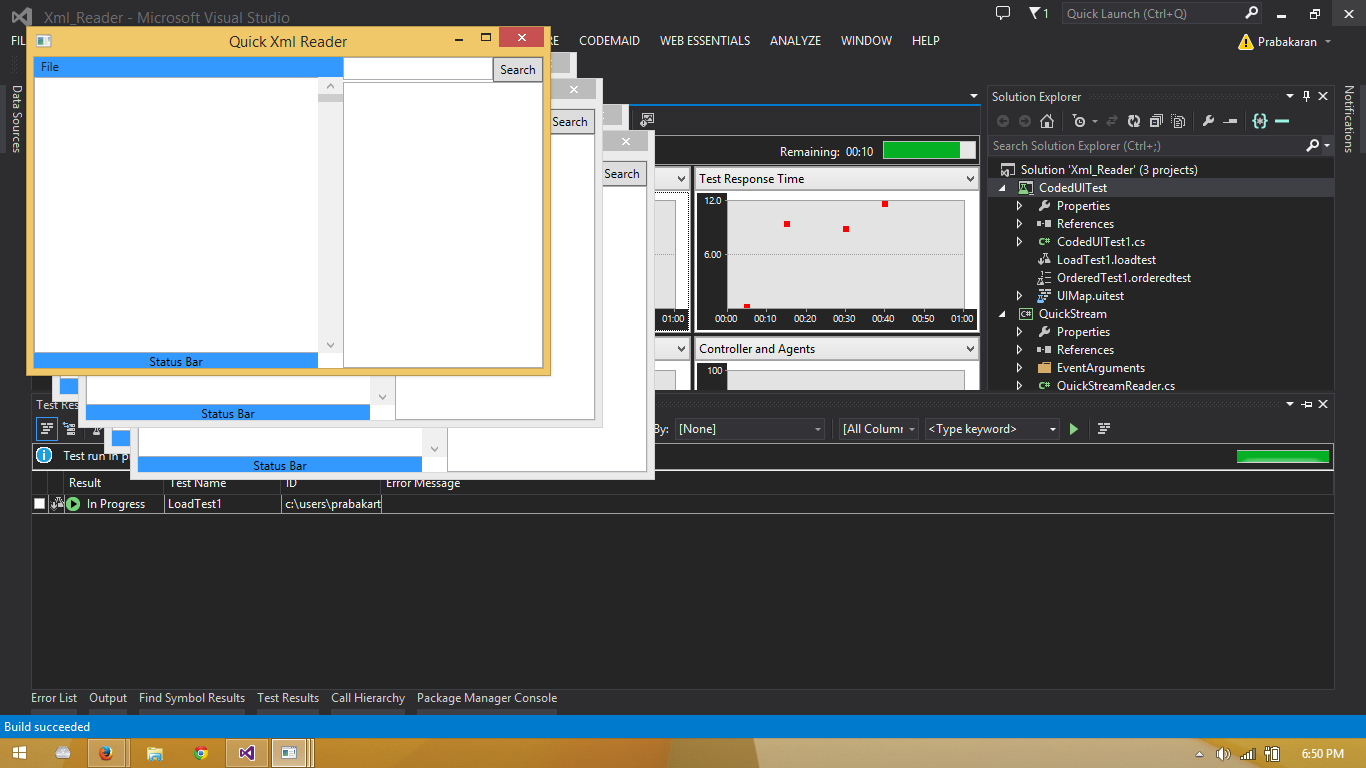 Xml_Reader - Microsoft Visual Studio
1
Quick Launch (Ctrl+Q)
CODEMAID
WEB ESSENTIALS
ANALYZE
WINDOW
HELP
Prabakaran
Quick Xml Reader
File
Search
Status Bar
Search
Status Bar
Search
Status Bar
Data Sources
Notifications
Remaining: 00:10
Test Response Time
12.0
6.00
01:00
00:00 00:10 00:20 00:30 00:40 00:50 01:00
Controller and Agents
100
Solution Explorer
Search Solution Explorer (Ctrl+;)
Solution 'Xml_Reader' (3 projects)
CodedUITest
Properties
References
CodedUITest1.cs
LoadTest1.loadtest
OrderedTest1.orderedtest
UIMap.uitest
QuickStream
Properties
References
EventArguments
QuickStreamReader.cs
Test Res
By: [None] [All Column <Type keyword>
Test run in p
Result Test Name ID Error Message
In Progress LoadTest1 c:\users\prabakart
Error List Output Find Symbol Results Test Results Call Hierarchy Package Manager Console
Build succeeded
6:50 PM